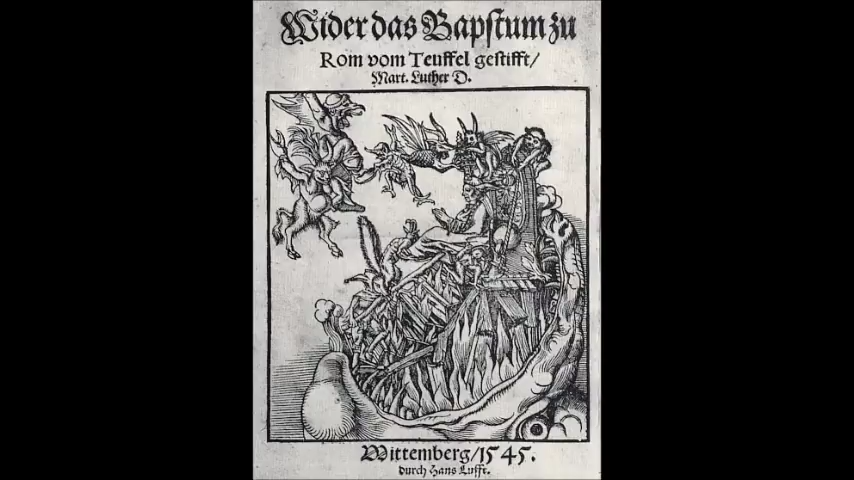 Wider das Bapstum zu
Rom vom Teuffel gestifft/
Mart. Luther D.
Wittemberg/1545.
durch Hans Lufft.